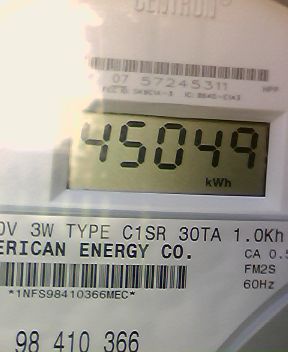 CENTRON®
07 57245311
HPP
45049
kWh
0V 3W TYPE C1SR 30TA 1.0Kh
ERICAN ENERGY CO.
CA 0.5
FM2S
60Hz
*1NFS98410366MEC*
98 410 366